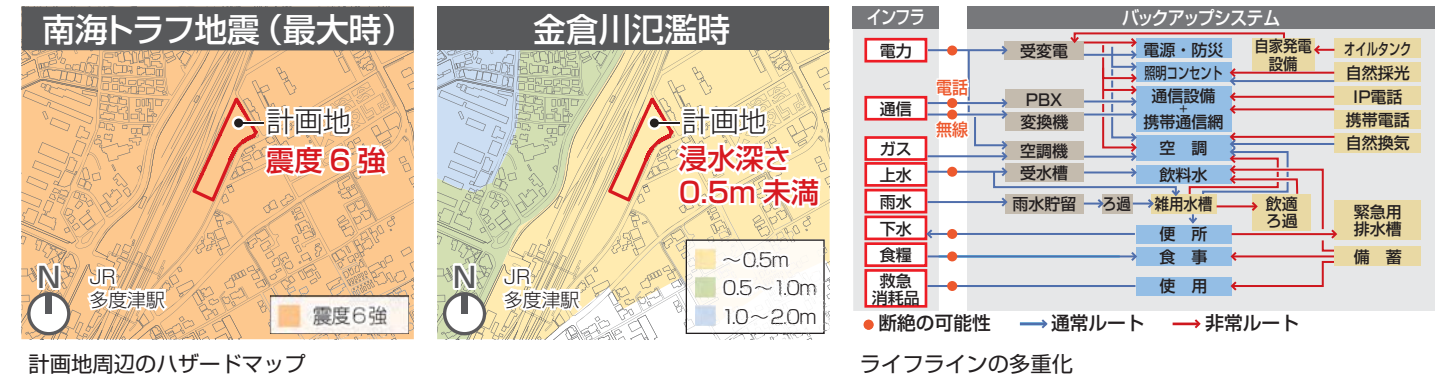 南海トラフ地震(最大時)
計画地
震度6強
N
JR
多度津駅
震度6強
計画地周辺のハザードマップ
金倉川氾濫時
計画地
浸水深さ
0.5m未満
N
JR
多度津駅
～0.5m
0.5～1.0m
1.0～2.0m
インフラ
バックアップシステム
電力
受変電
電源・防災
自家発電
設備
オイルタンク
照明コンセント
自然採光
電話
通信
無線
PBX
変換機
通信設備
+
携帯通信網
IP電話
携帯電話
ガス
空調機
空調
自然換気
上水
受水槽
飲料水
雨水
雨水貯留
ろ過
雑用水槽
飲適
ろ過
緊急用
排水槽
下水
便所
食糧
食事
備蓄
救急
消耗品
使用
断絶の可能性
通常ルート
非常ルート
ライフラインの多重化